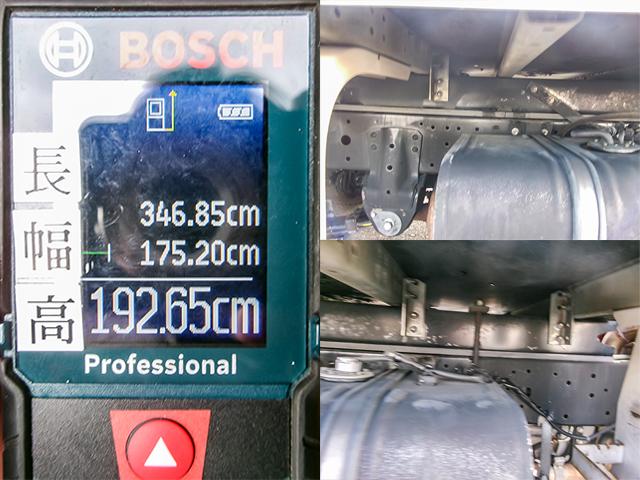 BOSCH
長 346.85cm
幅 175.20cm
高 192.65cm
Professional